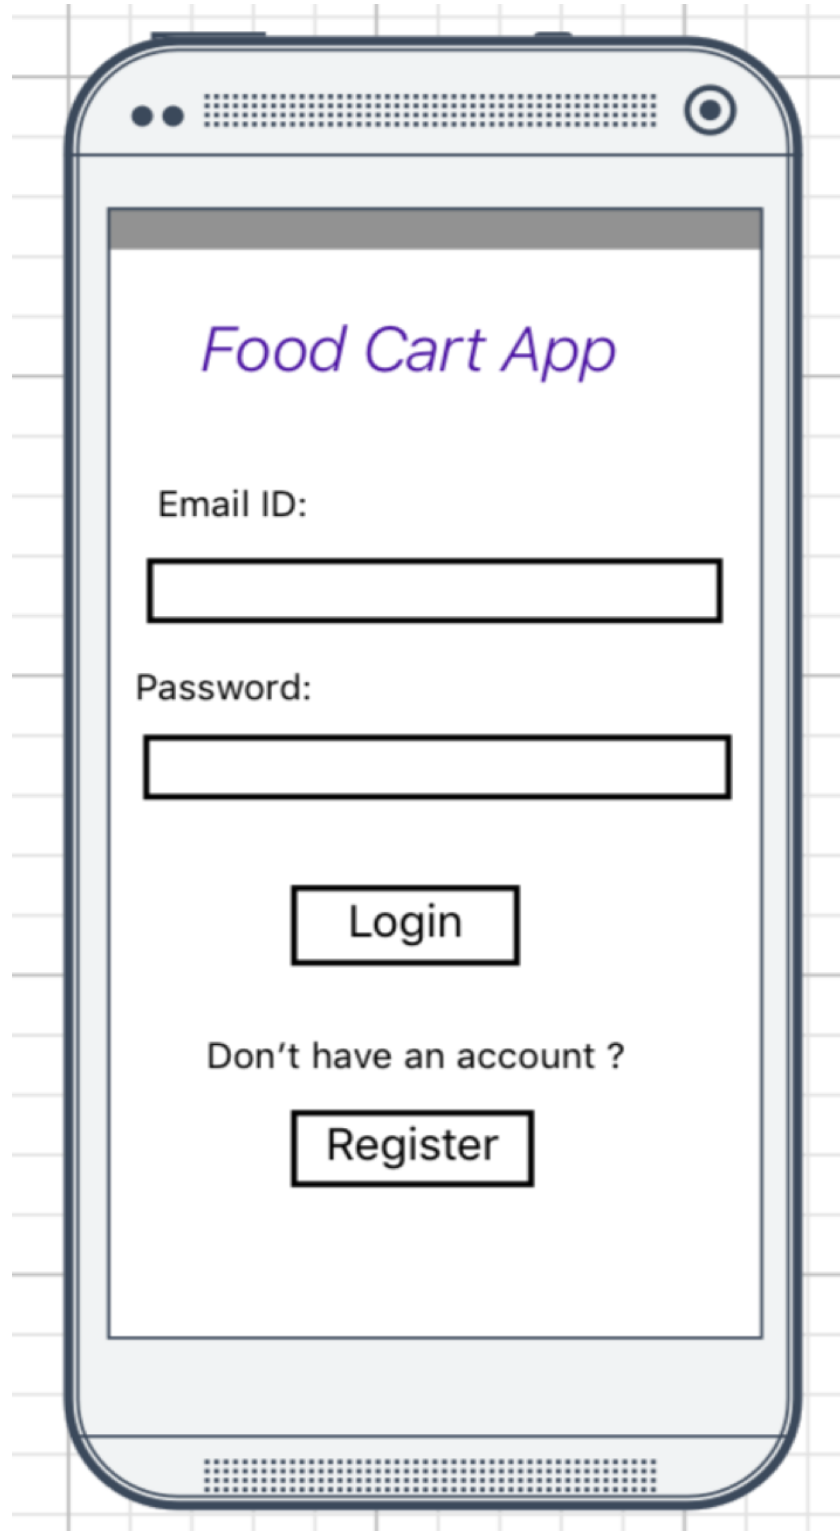 Food Cart App
Email ID:
Password:
Login
Don’t have an account ?
Register